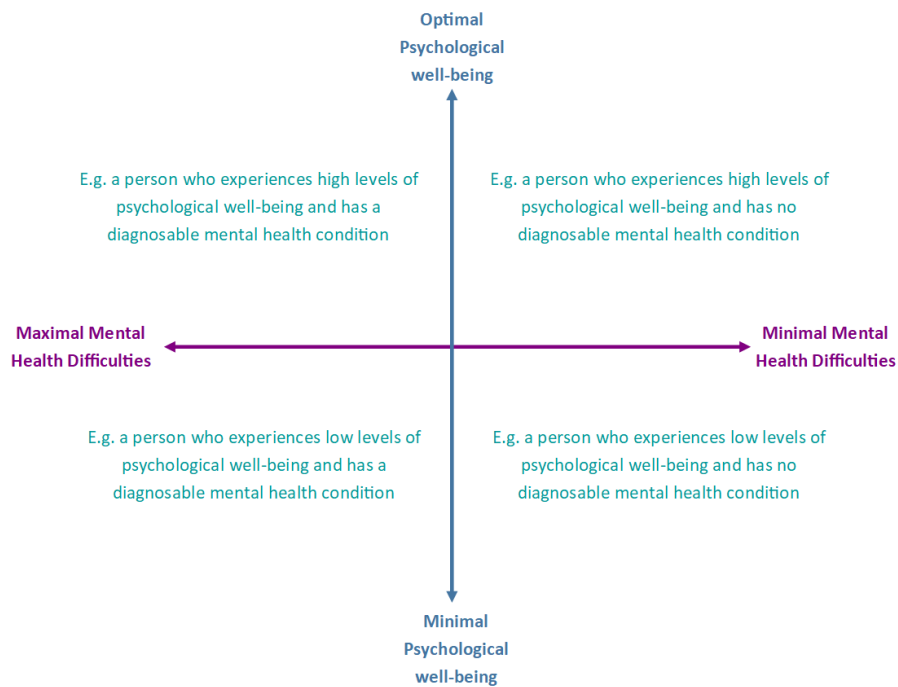 Optimal
Psychological
well-being
E.g. a person who experiences high levels of
psychological well-being and has a
diagnosable mental health condition
E.g. a person who experiences high levels of
psychological well-being and has no
diagnosable mental health condition
Maximal Mental
Health Difficulties
Minimal Mental
Health Difficulties
E.g. a person who experiences low levels of
psychological well-being and has a
diagnosable mental health condition
E.g. a person who experiences low levels of
psychological well-being and has no
diagnosable mental health condition
Minimal
Psychological
well-being